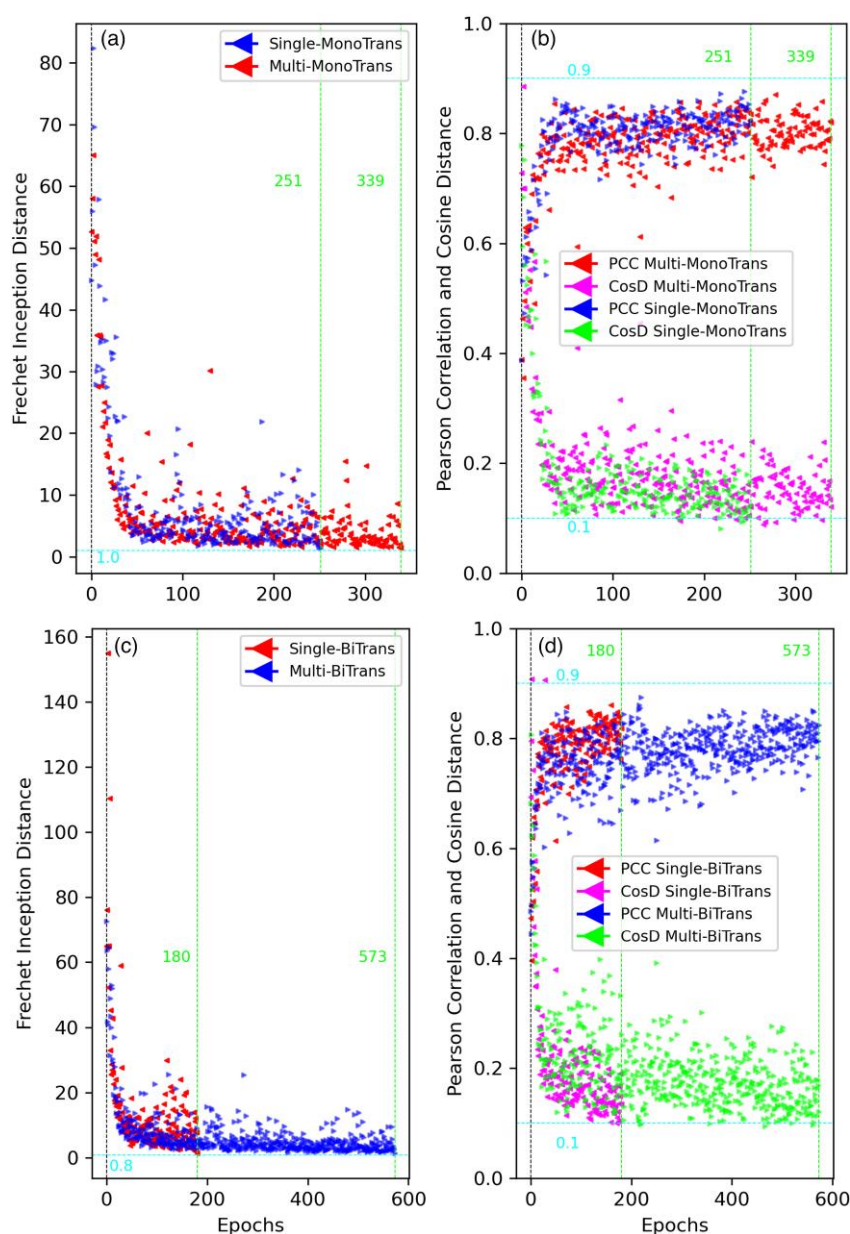 (a)
Single-MonoTrans
Multi-MonoTrans
251
339
1.0
Frechet Inception Distance
80
70
60
50
40
30
20
10
0
0
100
200
300
(b)
251
339
0.9
PCC Multi-MonoTrans
CosD Multi-MonoTrans
PCC Single-MonoTrans
CosD Single-MonoTrans
0.1
Pearson Correlation and Cosine Distance
1.0
0.8
0.6
0.4
0.2
0.0
0
100
200
300
(c)
Single-BiTrans
Multi-BiTrans
180
573
0.8
Frechet Inception Distance
160
140
120
100
80
60
40
20
0
0
200
400
600
Epochs
(d)
180
573
0.9
PCC Single-BiTrans
CosD Single-BiTrans
PCC Multi-BiTrans
CosD Multi-BiTrans
0.1
Pearson Correlation and Cosine Distance
1.0
0.8
0.6
0.4
0.2
0.0
0
200
400
600
Epochs